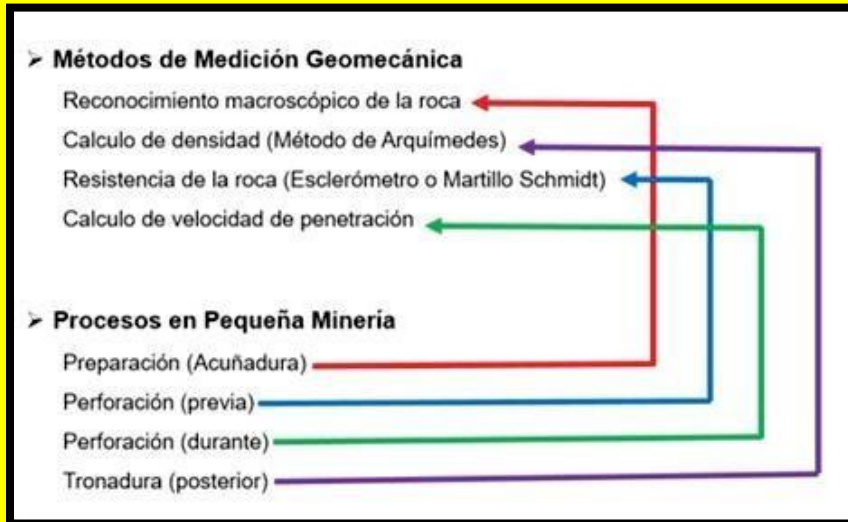 ➤ Métodos de Medición Geomecánica
Reconocimiento macroscópico de la roca
Calculo de densidad (Método de Arquímedes)
Resistencia de la roca (Esclerómetro o Martillo Schmidt)
Calculo de velocidad de penetración
➤ Procesos en Pequeña Minería
Preparación (Acuñadura)
Perforación (previa)
Perforación (durante)
Tronadura (posterior)